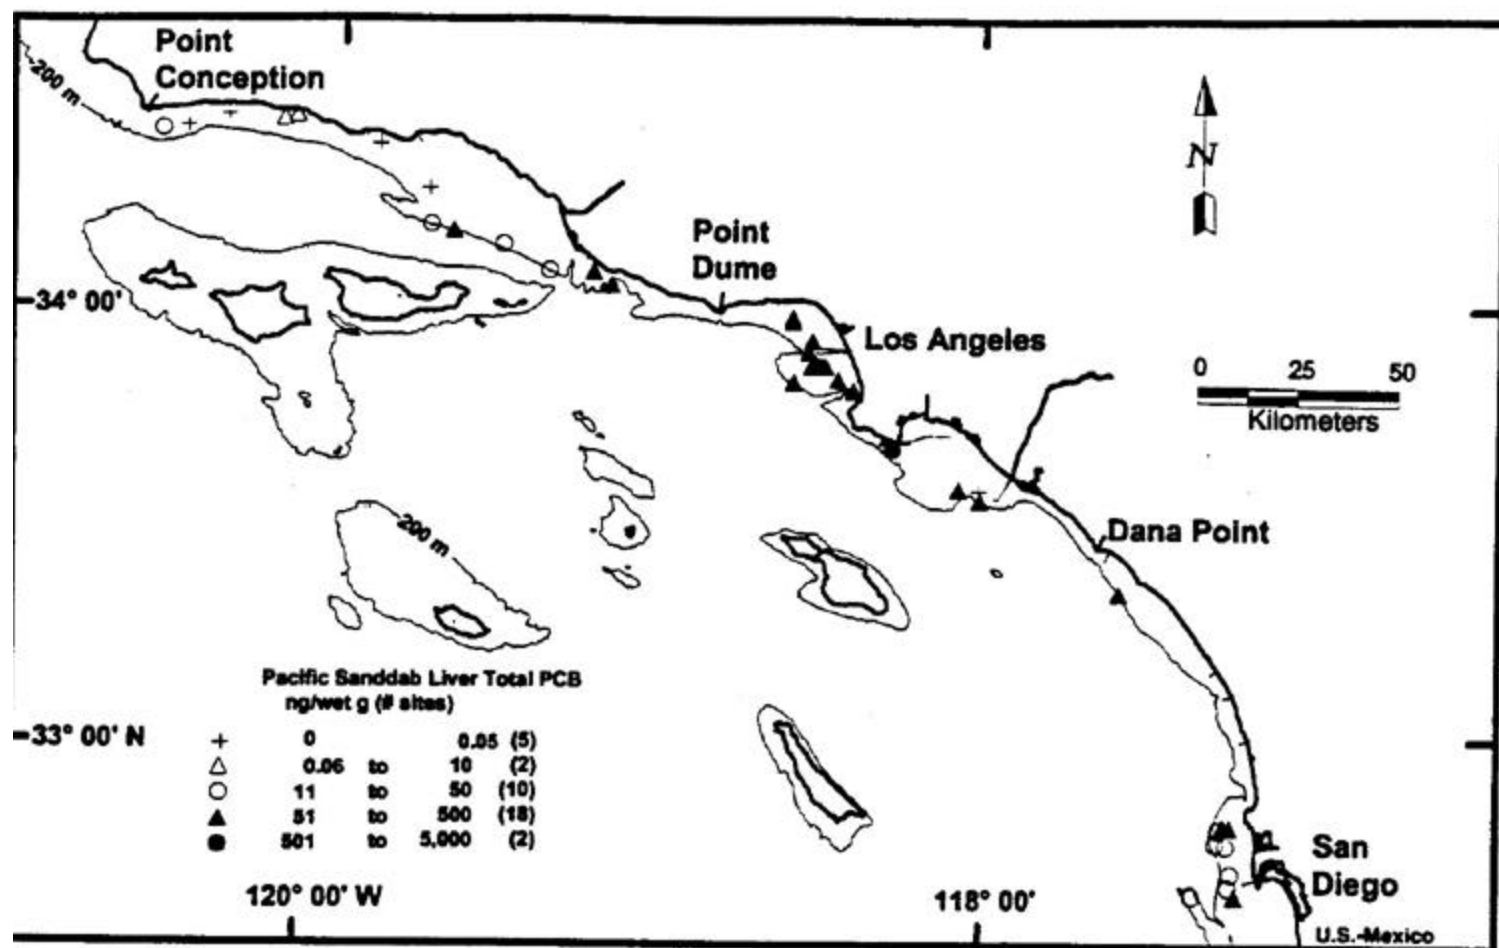 Point
Conception
200 m
Point
Dume
N
34° 00'
Los Angeles
0 25 50
Kilometers
200 m
Dana Point
Pacific Sanddab Liver Total PCB
ng/wet g (# sites)
33° 00' N
+ 0 0.05 (5)
△ 0.06 to 10 (2)
○ 11 to 50 (10)
▲ 51 to 500 (18)
● 501 to 5,000 (2)
San
Diego
120° 00' W
118° 00'
U.S.-Mexico